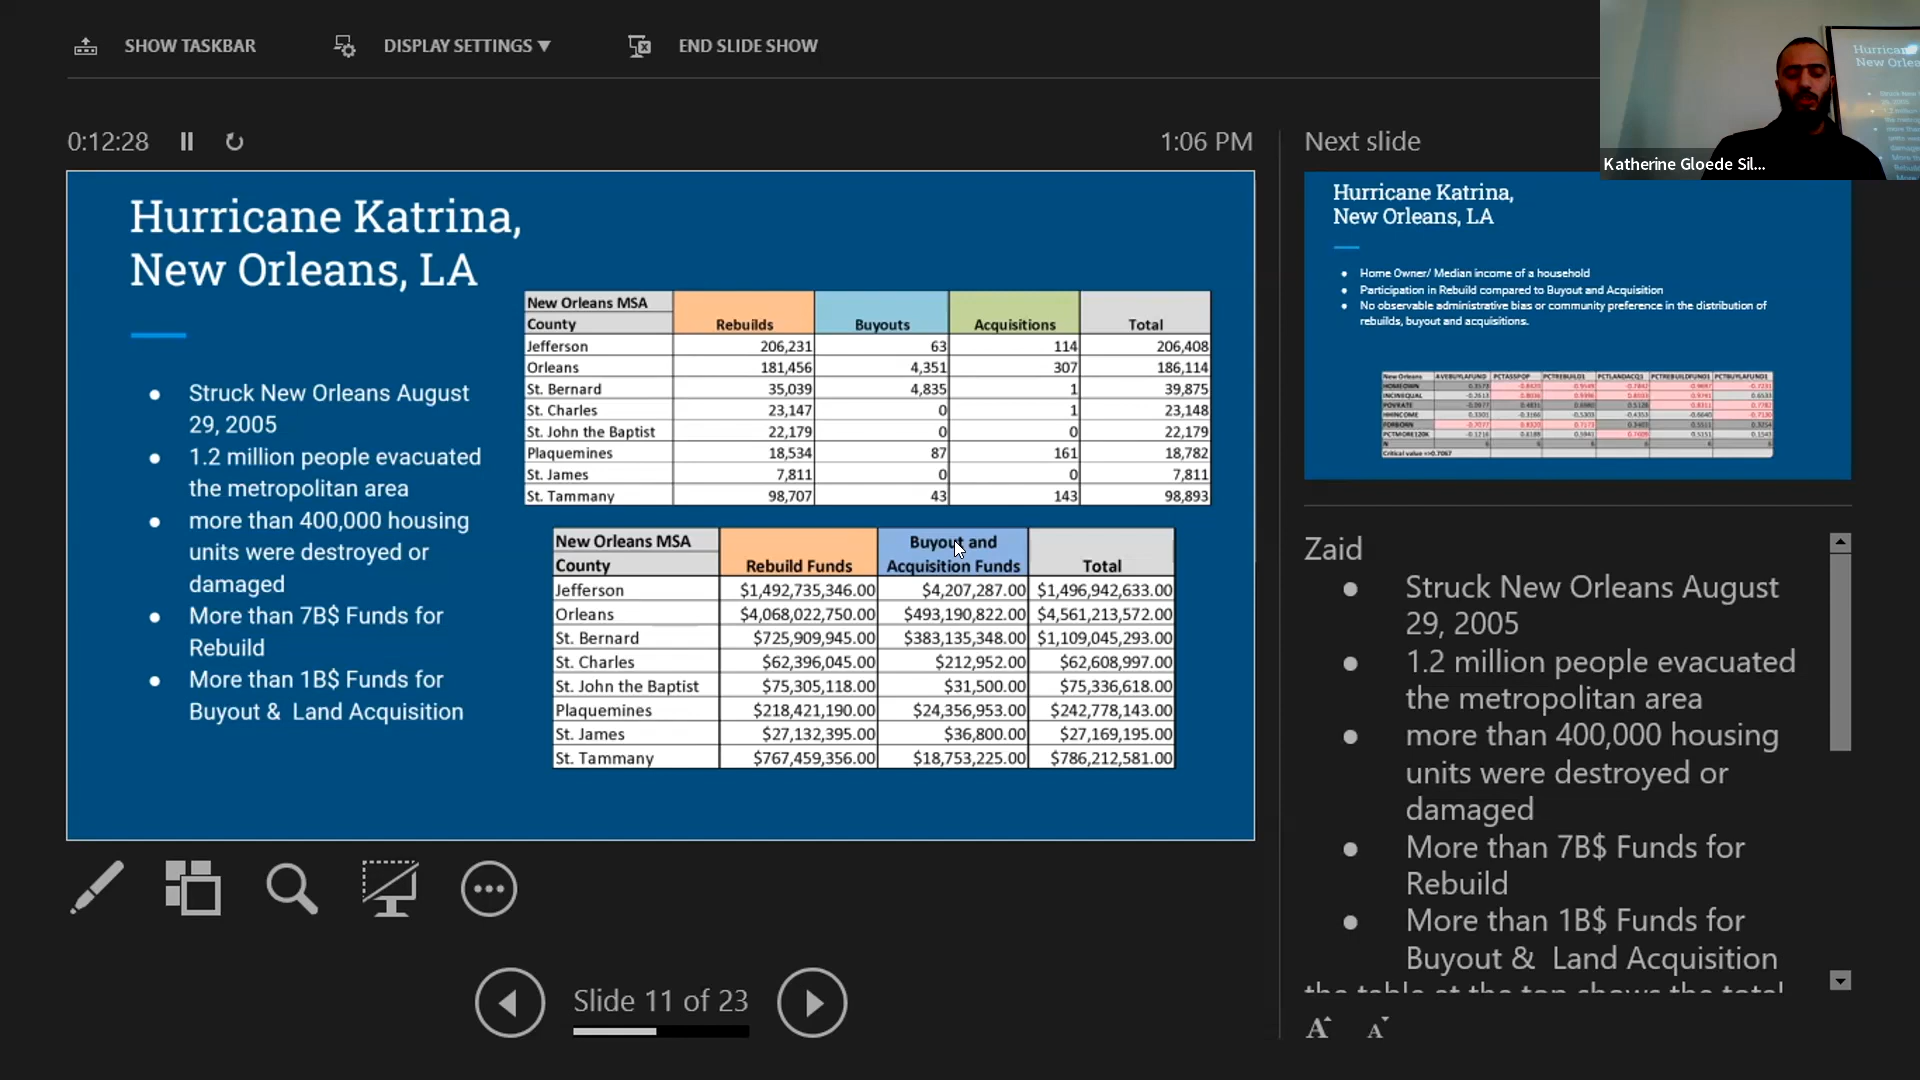 SHOW TASKBAR DISPLAY SETTINGS ▼ END SLIDE SHOW
0:12:28 1:06 PM
Hurricane Katrina,
New Orleans, LA
● Struck New Orleans August
29, 2005
● 1.2 million people evacuated
the metropolitan area
● more than 400,000 housing
units were destroyed or
damaged
● More than 7B$ Funds for
Rebuild
● More than 1B$ Funds for
Buyout & Land Acquisition
New Orleans MSA
County Rebuilds Buyouts Acquisitions Total
Jefferson 206,231 63 114 206,408
Orleans 181,456 4,351 307 186,114
St. Bernard 35,039 4,835 1 39,875
St. Charles 23,147 0 1 23,148
St. John the Baptist 22,179 0 0 22,179
Plaquemines 18,534 87 161 18,782
St. James 7,811 0 0 7,811
St. Tammany 98,707 43 143 98,893
New Orleans MSA Buyout and
County Rebuild Funds Acquisition Funds Total
Jefferson $1,492,735,346.00 $4,207,287.00 $1,496,942,633.00
Orleans $4,068,022,750.00 $493,190,822.00 $4,561,213,572.00
St. Bernard $725,909,945.00 $383,135,348.00 $1,109,045,293.00
St. Charles $62,396,045.00 $212,952.00 $62,608,997.00
St. John the Baptist $75,305,118.00 $31,500.00 $75,336,618.00
Plaquemines $218,421,190.00 $24,356,953.00 $242,778,143.00
St. James $27,132,395.00 $36,800.00 $27,169,195.00
St. Tammany $767,459,356.00 $18,753,225.00 $786,212,581.00
Slide 11 of 23
Next slide
Katherine Gloede Sil...
Hurricane Katrina,
New Orleans, LA
● Home Owner/ Median income of a household
● Participation in Rebuild compared to Buyout and Acquisition
● No observable administrative bias or community preference in the distribution of
rebuilds, buyout and acquisitions.
New Orleans
HOMEOWN
INCINEQUAL
POVRATE
HHINCOME
FORBORN
PCTMORE120K
N
Zaid
● Struck New Orleans August
29, 2005
● 1.2 million people evacuated
the metropolitan area
● more than 400,000 housing
units were destroyed or
damaged
● More than 7B$ Funds for
Rebuild
● More than 1B$ Funds for
Buyout & Land Acquisition
the table at the top shows the total
A A